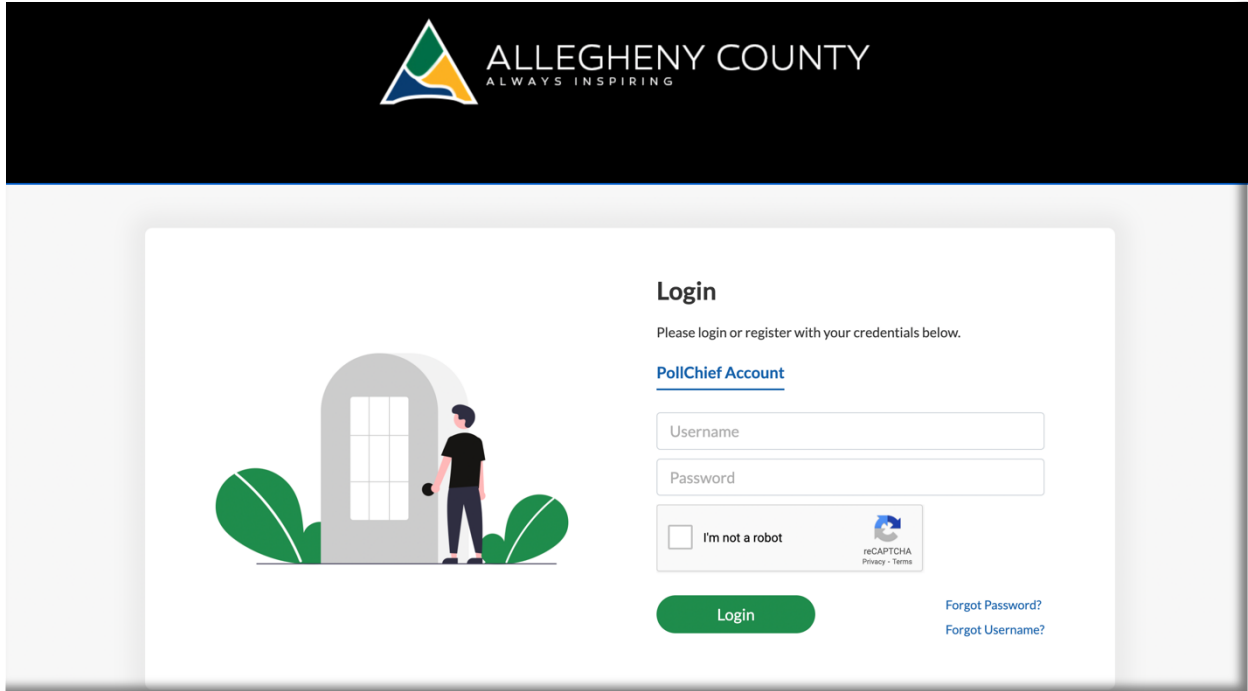 ALLEGHENY COUNTY
ALWAYS INSPIRING
Login
Please login or register with your credentials below.
PollChief Account
Username
Password
I'm not a robot
reCAPTCHA
Privacy - Terms
Login
Forgot Password?
Forgot Username?